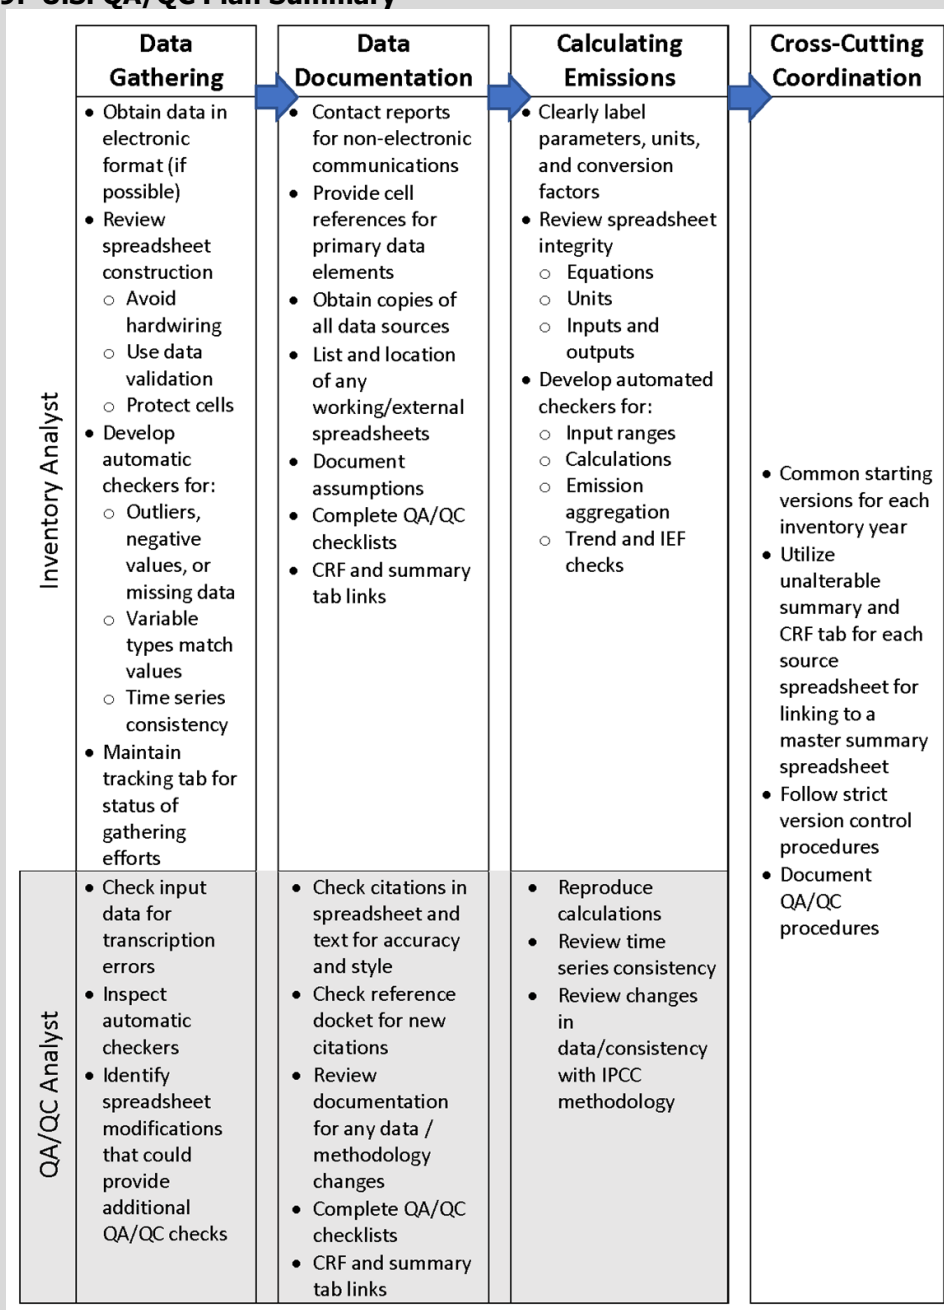 9: U.S. QA/QC Plan Summary
Data
Gathering
Data
Documentation
Calculating
Emissions
Cross-Cutting
Coordination
Inventory Analyst
• Obtain data in
electronic
format (if
possible)
• Review
spreadsheet
construction
○ Avoid
hardwiring
○ Use data
validation
○ Protect cells
• Develop
automatic
checkers for:
○ Outliers,
negative
values, or
missing data
○ Variable
types match
values
○ Time series
consistency
• Maintain
tracking tab for
status of
gathering
efforts
• Contact reports
for non-electronic
communications
• Provide cell
references for
primary data
elements
• Obtain copies of
all data sources
• List and location
of any
working/external
spreadsheets
• Document
assumptions
• Complete QA/QC
checklists
• CRF and summary
tab links
• Clearly label
parameters, units,
and conversion
factors
• Review spreadsheet
integrity
○ Equations
○ Units
○ Inputs and
outputs
• Develop automated
checkers for:
○ Input ranges
○ Calculations
○ Emission
aggregation
○ Trend and IEF
checks
• Common starting
versions for each
inventory year
• Utilize
unalterable
summary and
CRF tab for each
source
spreadsheet for
linking to a
master summary
spreadsheet
• Follow strict
version control
procedures
• Document
QA/QC
procedures
QA/QC Analyst
• Check input
data for
transcription
errors
• Inspect
automatic
checkers
• Identify
spreadsheet
modifications
that could
provide
additional
QA/QC checks
• Check citations in
spreadsheet and
text for accuracy
and style
• Check reference
docket for new
citations
• Review
documentation
for any data /
methodology
changes
• Complete QA/QC
checklists
• CRF and summary
tab links
• Reproduce
calculations
• Review time
series consistency
• Review changes
in
data/consistency
with IPCC
methodology